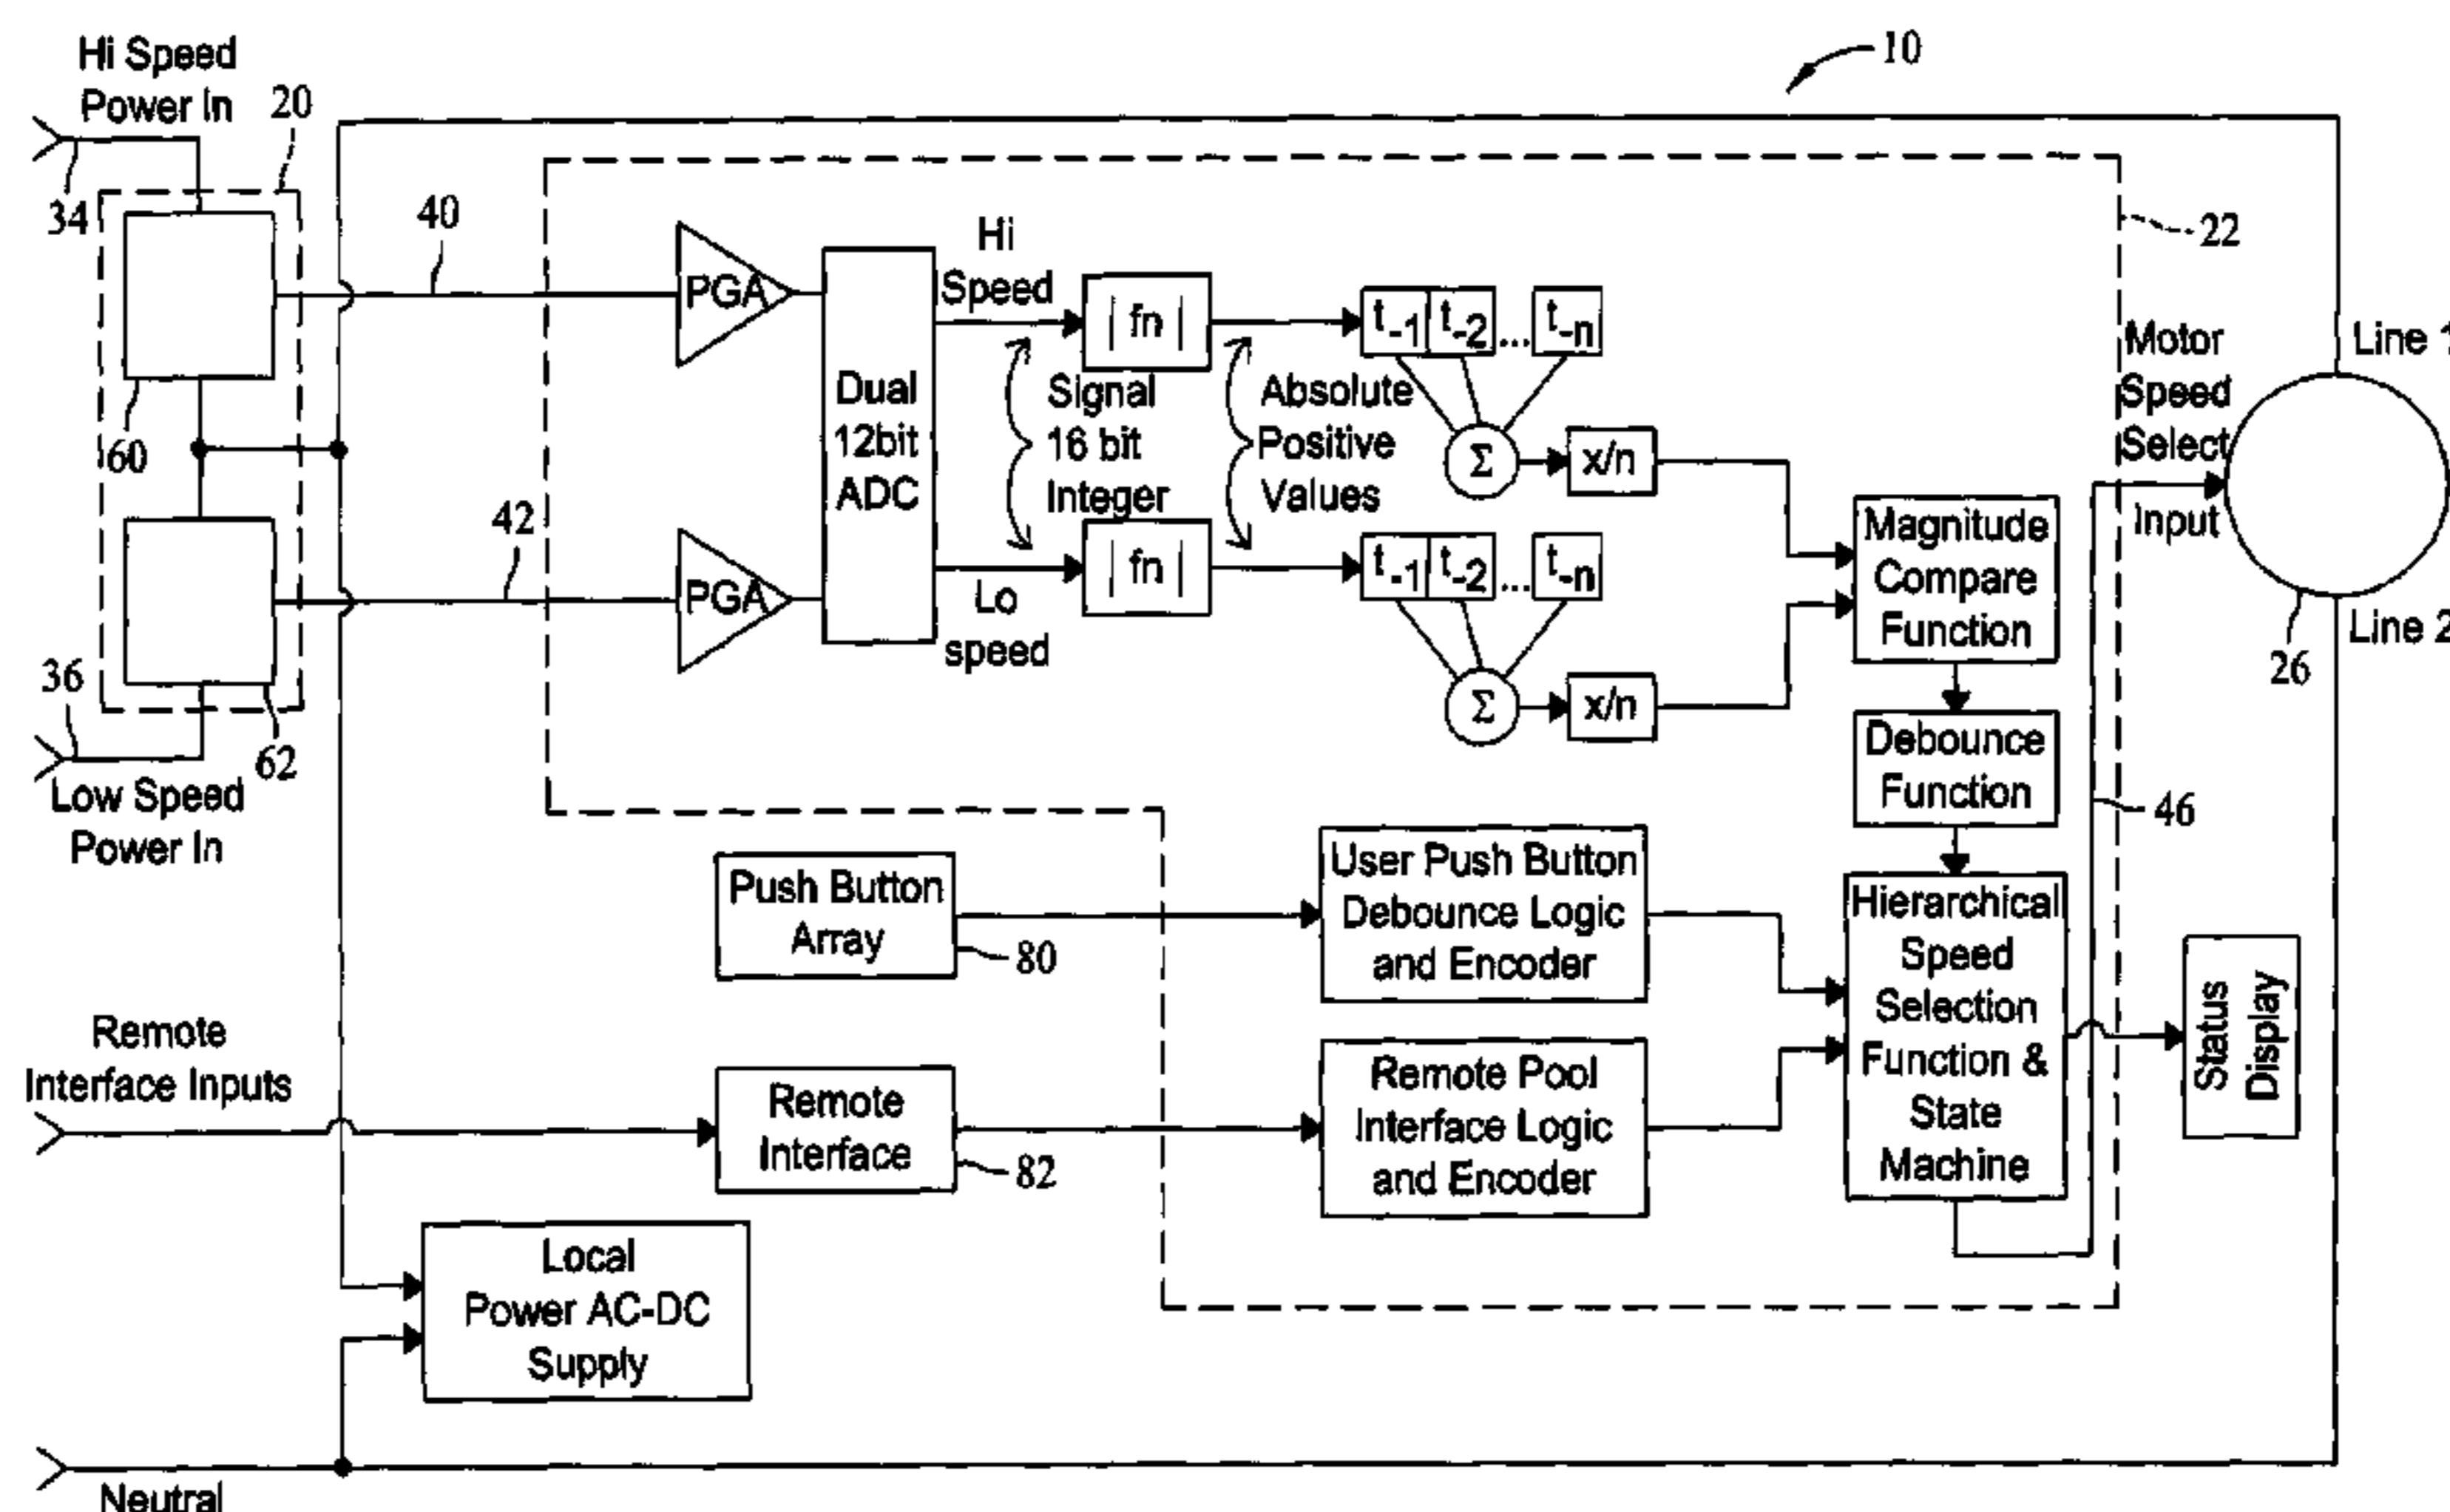 10
Hi Speed
Power In
20
34
40
22
60
42
36
62
Low Speed
Power In
PGA
PGA
Dual
12bit
ADC
Hi
Speed
Lo
speed
| fn |
| fn |
Signal
16 bit
Integer
Absolute
Positive
Values
t-1 t-2 ... t-n
Σ x/n
t-1 t-2 ... t-n
Σ x/n
Magnitude
Compare
Function
Debounce
Function
Motor
Speed
Select
Input
Line 1
Line 2
26
46
Push Button
Array
80
User Push Button
Debounce Logic
and Encoder
Hierarchical
Speed
Selection
Function &
State
Machine
Status
Display
Remote
Interface Inputs
Remote
Interface
82
Remote Pool
Interface Logic
and Encoder
Local
Power AC-DC
Supply
Neutral